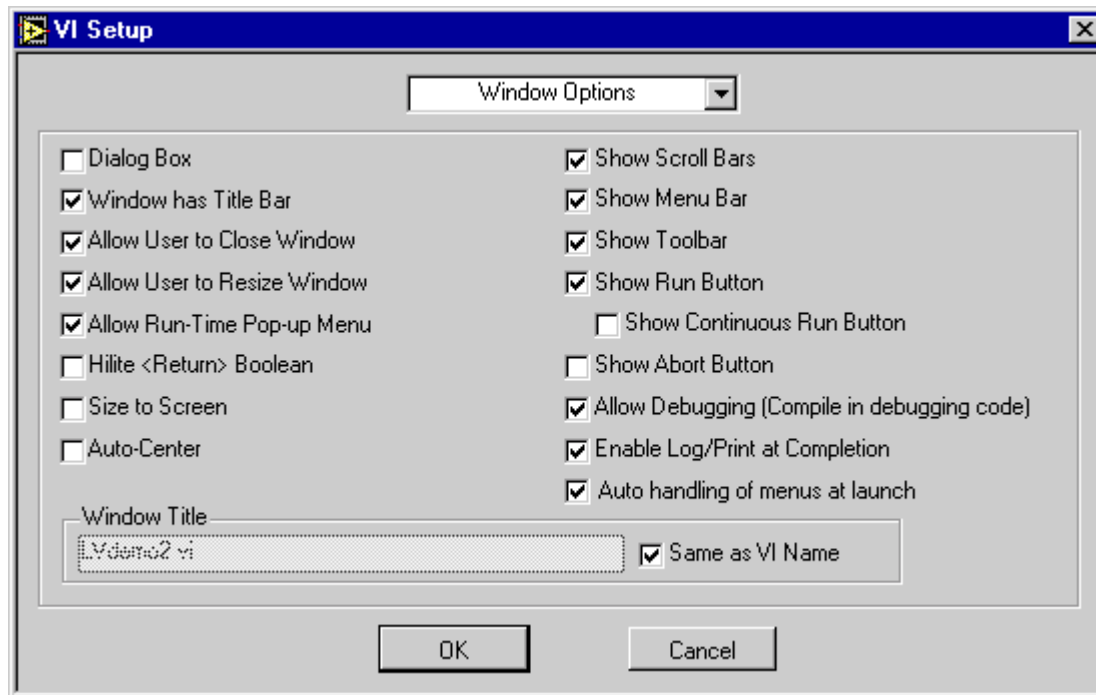 VI Setup
Window Options
Dialog Box
Window has Title Bar
Allow User to Close Window
Allow User to Resize Window
Allow Run-Time Pop-up Menu
Hilite <Return> Boolean
Size to Screen
Auto-Center
Show Scroll Bars
Show Menu Bar
Show Toolbar
Show Run Button
Show Continuous Run Button
Show Abort Button
Allow Debugging (Compile in debugging code)
Enable Log/Print at Completion
Auto handling of menus at launch
Window Title
LVdemo2.vi
Same as VI Name
OK
Cancel